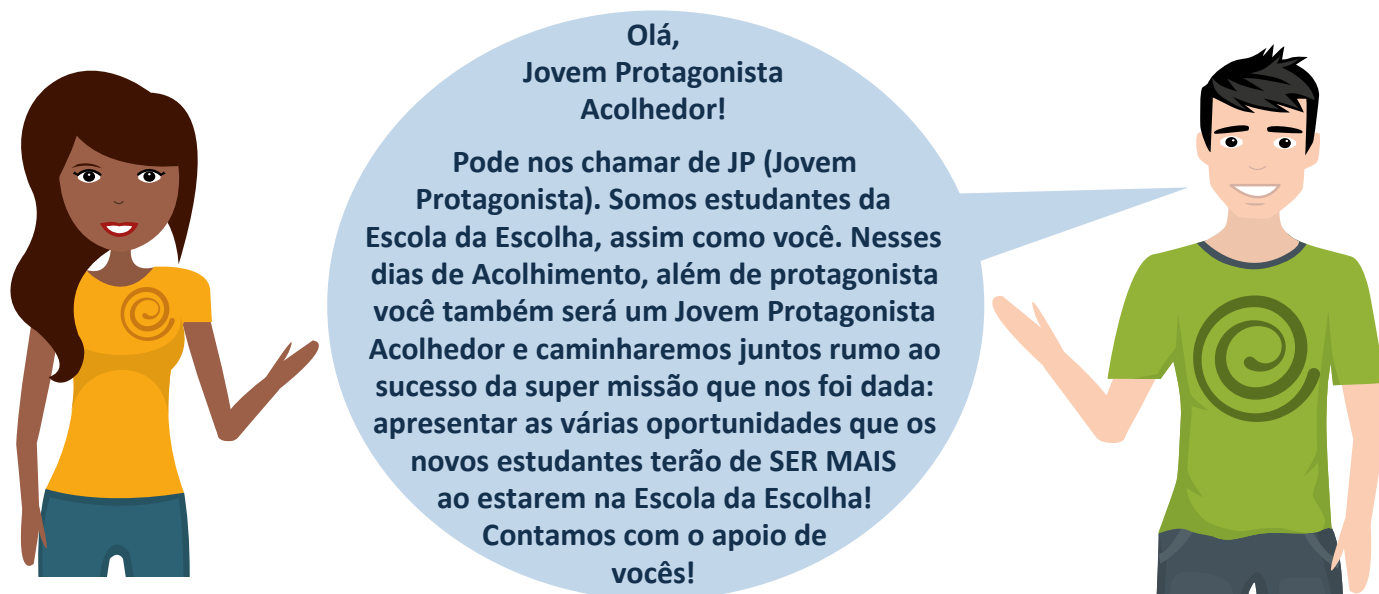 Olá,
Jovem Protagonista
Acolhedor!
Pode nos chamar de JP (Jovem
Protagonista). Somos estudantes da
Escola da Escolha, assim como você. Nesses
dias de Acolhimento, além de protagonista
você também será um Jovem Protagonista
Acolhedor e caminharemos juntos rumo ao
sucesso da super missão que nos foi dada:
apresentar as várias oportunidades que os
novos estudantes terão de SER MAIS
ao estarem na Escola da Escolha!
Contamos com o apoio de
vocês!